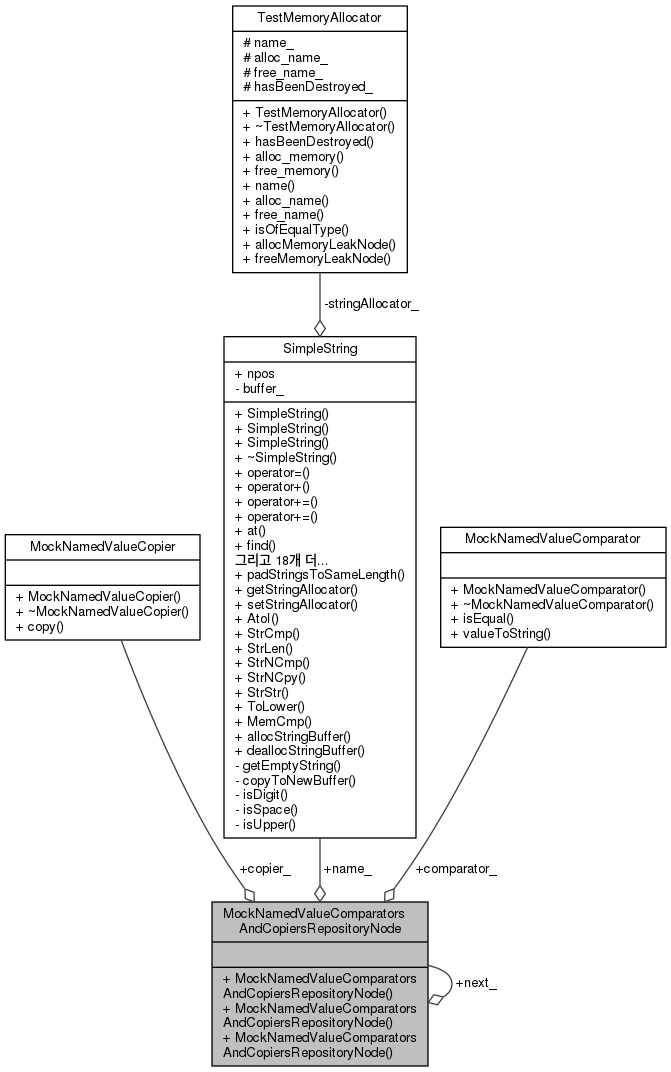 TestMemoryAllocator
# name_
# alloc_name_
# free_name_
# hasBeenDestroyed_
+ TestMemoryAllocator()
+ ~TestMemoryAllocator()
+ hasBeenDestroyed()
+ alloc_memory()
+ free_memory()
+ name()
+ alloc_name()
+ free_name()
+ isOfEqualType()
+ allocMemoryLeakNode()
+ freeMemoryLeakNode()
-stringAllocator_
SimpleString
+ npos
- buffer_
+ SimpleString()
+ SimpleString()
+ SimpleString()
+ ~SimpleString()
+ operator=()
+ operator+()
+ operator+=()
+ operator+=()
+ at()
+ find()
그리고 18개 더...
+ padStringsToSameLength()
+ getStringAllocator()
+ setStringAllocator()
+ AtoI()
+ StrCmp()
+ StrLen()
+ StrNCmp()
+ StrNCpy()
+ StrStr()
+ ToLower()
+ MemCmp()
+ allocStringBuffer()
+ deallocStringBuffer()
- getEmptyString()
- copyToNewBuffer()
- isDigit()
- isSpace()
- isUpper()
MockNamedValueCopier
+ MockNamedValueCopier()
+ ~MockNamedValueCopier()
+ copy()
MockNamedValueComparator
+ MockNamedValueComparator()
+ ~MockNamedValueComparator()
+ isEqual()
+ valueToString()
+copier_
+name_
+comparator_
MockNamedValueComparators
AndCopiersRepositoryNode
+ MockNamedValueComparators
AndCopiersRepositoryNode()
+ MockNamedValueComparators
AndCopiersRepositoryNode()
+ MockNamedValueComparators
AndCopiersRepositoryNode()
+next_